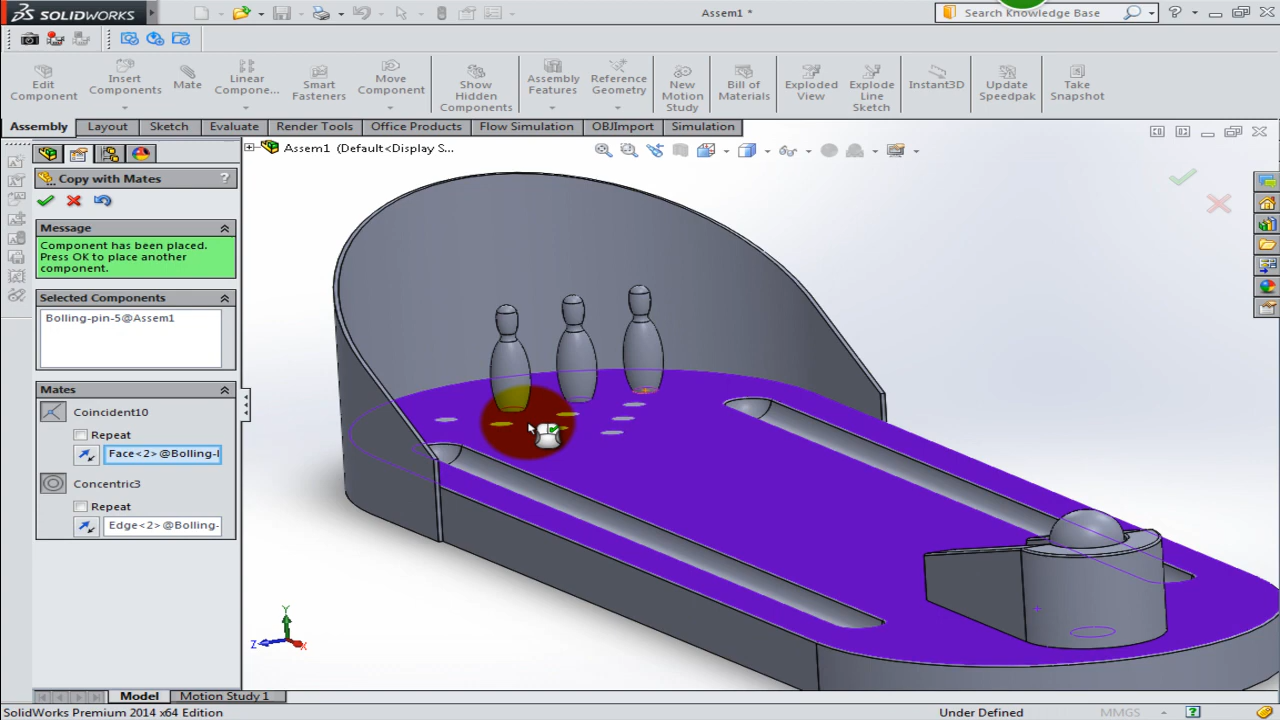 SOLIDWORKS
Assem1 *
Search Knowledge Base
Edit Component
Insert Components
Mate
Linear Compone...
Smart Fasteners
Move Component
Show Hidden Components
Assembly Features
Reference Geometry
New Motion Study
Bill of Materials
Exploded View
Explode Line Sketch
Instant3D
Update Speedpak
Take Snapshot
Assembly
Layout
Sketch
Evaluate
Render Tools
Office Products
Flow Simulation
OBJImport
Simulation
Assem1 (Default<Display S...
Copy with Mates
?
Message
Component has been placed.
Press OK to place another
component.
Selected Components
Bolling-pin-5@Assem1
Mates
Coincident10
Repeat
Face<2>@Bolling-
Concentric3
Repeat
Edge<2>@Bolling-
Y
Z
X
Model
Motion Study 1
SolidWorks Premium 2014 x64 Edition
Under Defined
MMGS
?